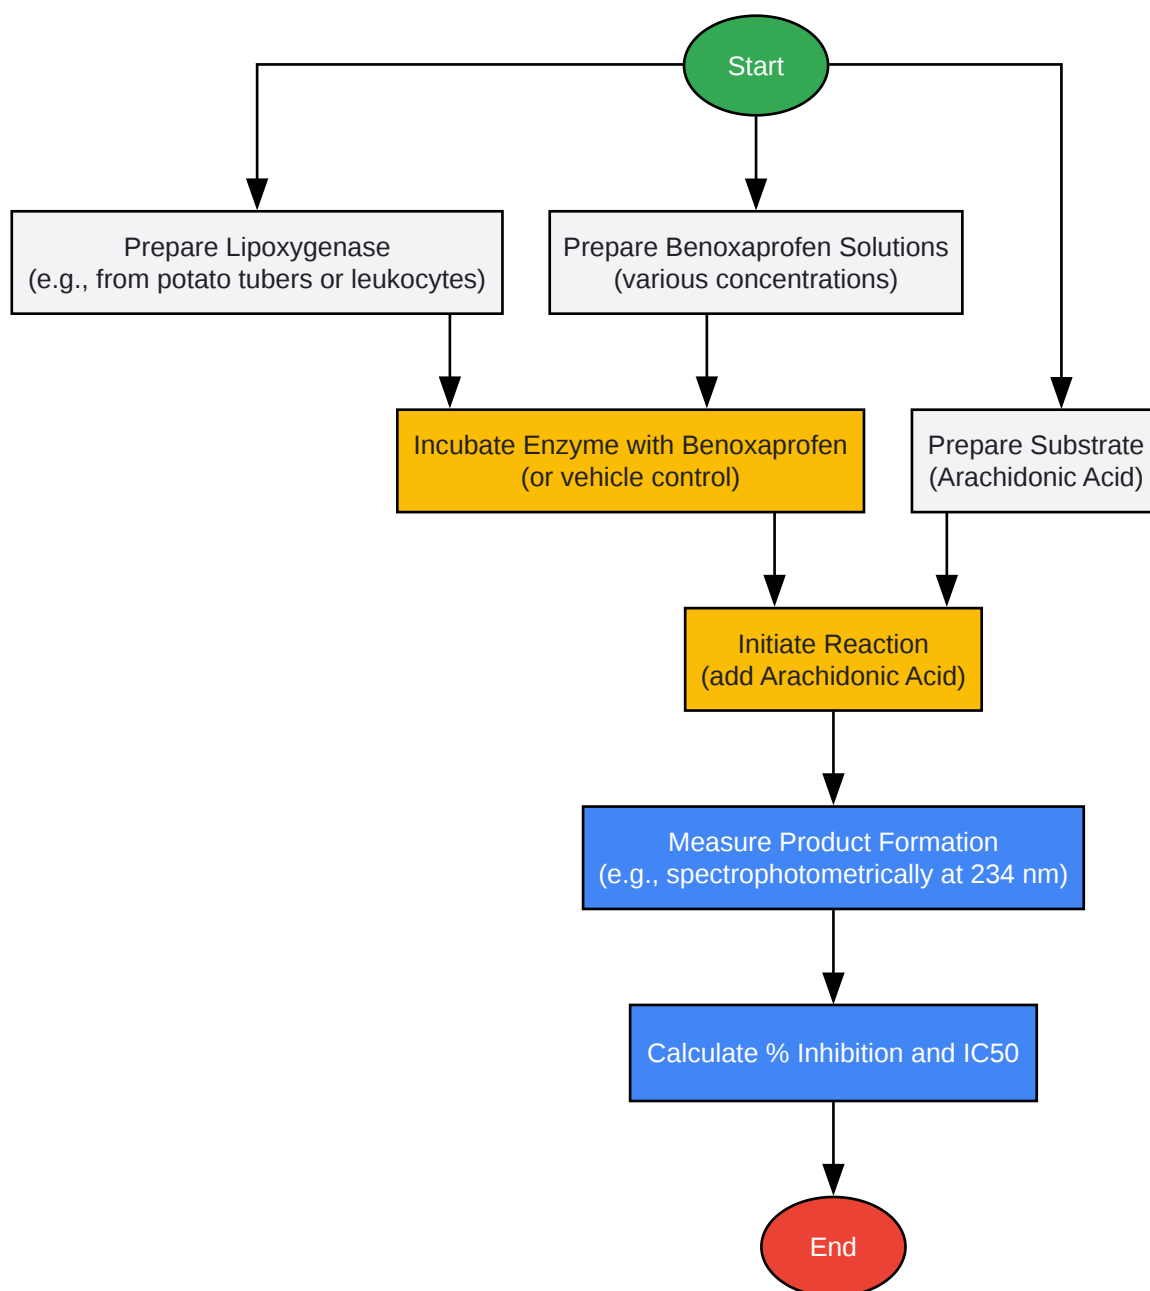 Start
Prepare Lipoxygenase
(e.g., from potato tubers or leukocytes)
Prepare Benoxaprofen Solutions
(various concentrations)
Incubate Enzyme with Benoxaprofen
(or vehicle control)
Prepare Substrate
(Arachidonic Acid)
Initiate Reaction
(add Arachidonic Acid)
Measure Product Formation
(e.g., spectrophotometrically at 234 nm)
Calculate % Inhibition and IC50
End